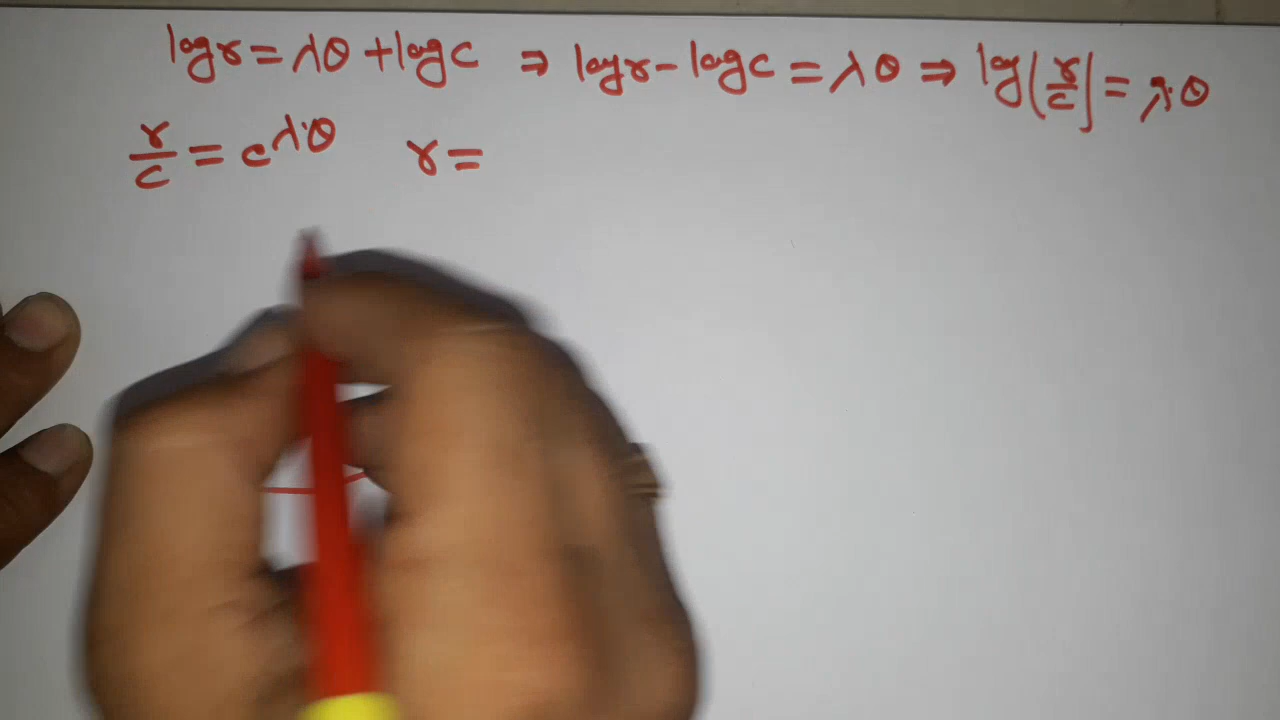 log r = λθ + log c ⇒ log r - log c = λθ ⇒ log(r/c) = λθ
r/c = e^λθ r =